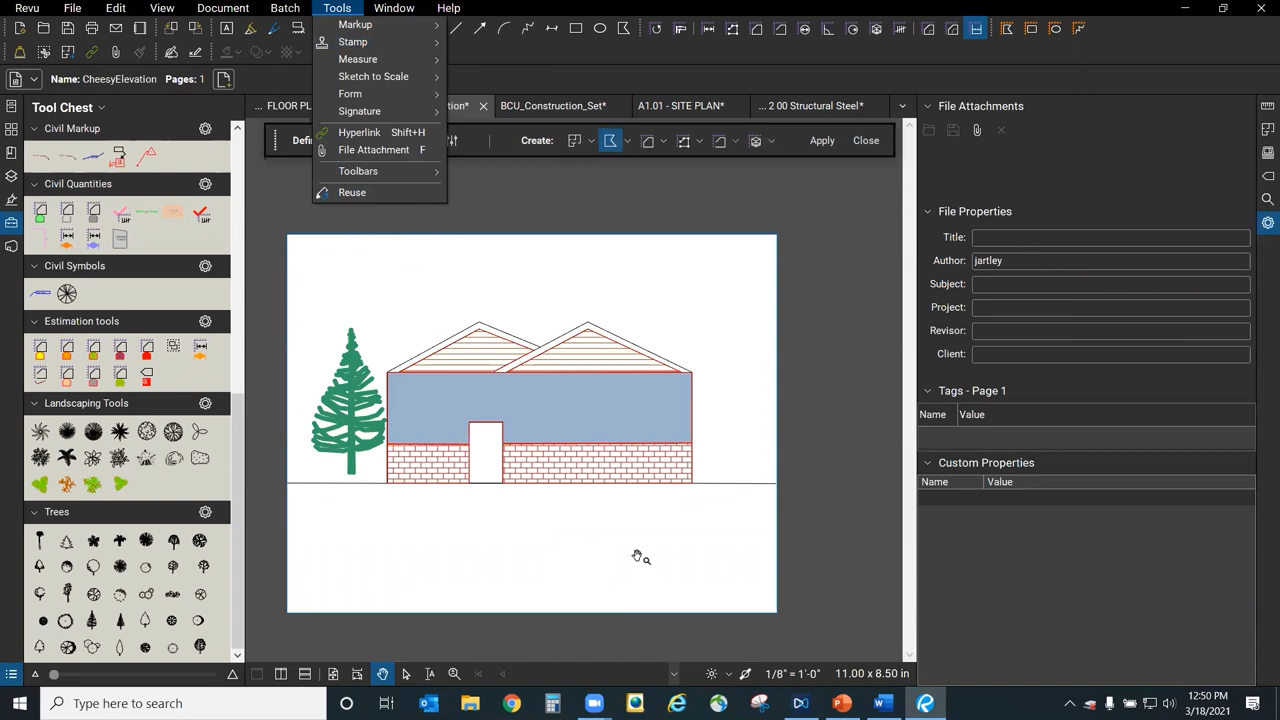 Revu File Edit View Document Batch Tools Window Help
Markup
Stamp
Measure
Sketch to Scale
Form
Signature
Hyperlink Shift+H
File Attachment F
Toolbars
Reuse
Name: CheesyElevation Pages: 1
Tool Chest
... FLOOR PL
tion* BCU_Construction_Set* A1.01 - SITE PLAN* ... 2 00 Structural Steel*
Defi
Create: Apply Close
Civil Markup
Civil Quantities
Civil Symbols
Estimation tools
Landscaping Tools
Trees
File Attachments
File Properties
Title:
Author: jartley
Subject:
Project:
Revisor:
Client:
Tags - Page 1
Name Value
Custom Properties
Name Value
1/8" = 1'-0" 11.00 x 8.50 in
Type here to search
12:50 PM
3/18/2021